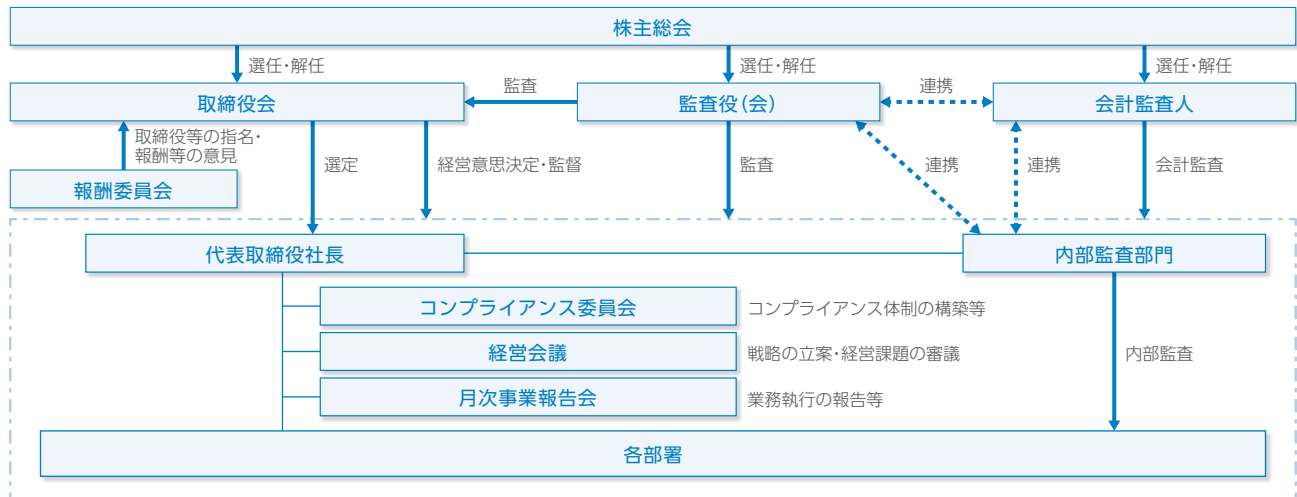 株主総会
選任・解任
選任・解任
選任・解任
取締役会
監査
監査役(会)
連携
会計監査人
取締役等の指名・
報酬等の意見
選定
経営意思決定・監督
監査
連携
連携
会計監査
報酬委員会
代表取締役社長
内部監査部門
コンプライアンス委員会
コンプライアンス体制の構築等
経営会議
戦略の立案・経営課題の審議
内部監査
月次事業報告会
業務執行の報告等
各部署